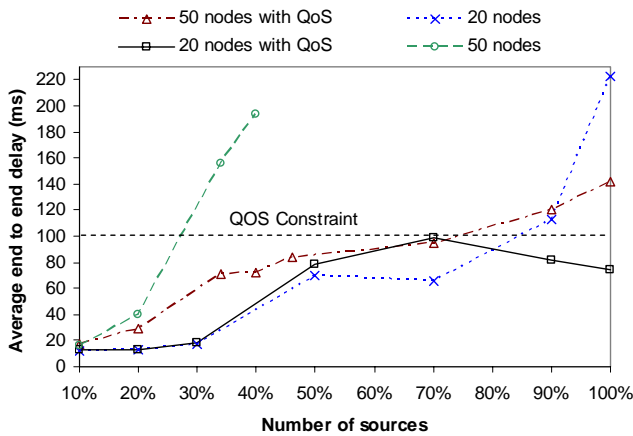 50 nodes with QoS
20 nodes
20 nodes with QoS
50 nodes
Average end to end delay (ms)
220
200
180
160
140
120
100
80
60
40
20
0
QOS Constraint
10% 20% 30% 40% 50% 60% 70% 80% 90% 100%
Number of sources